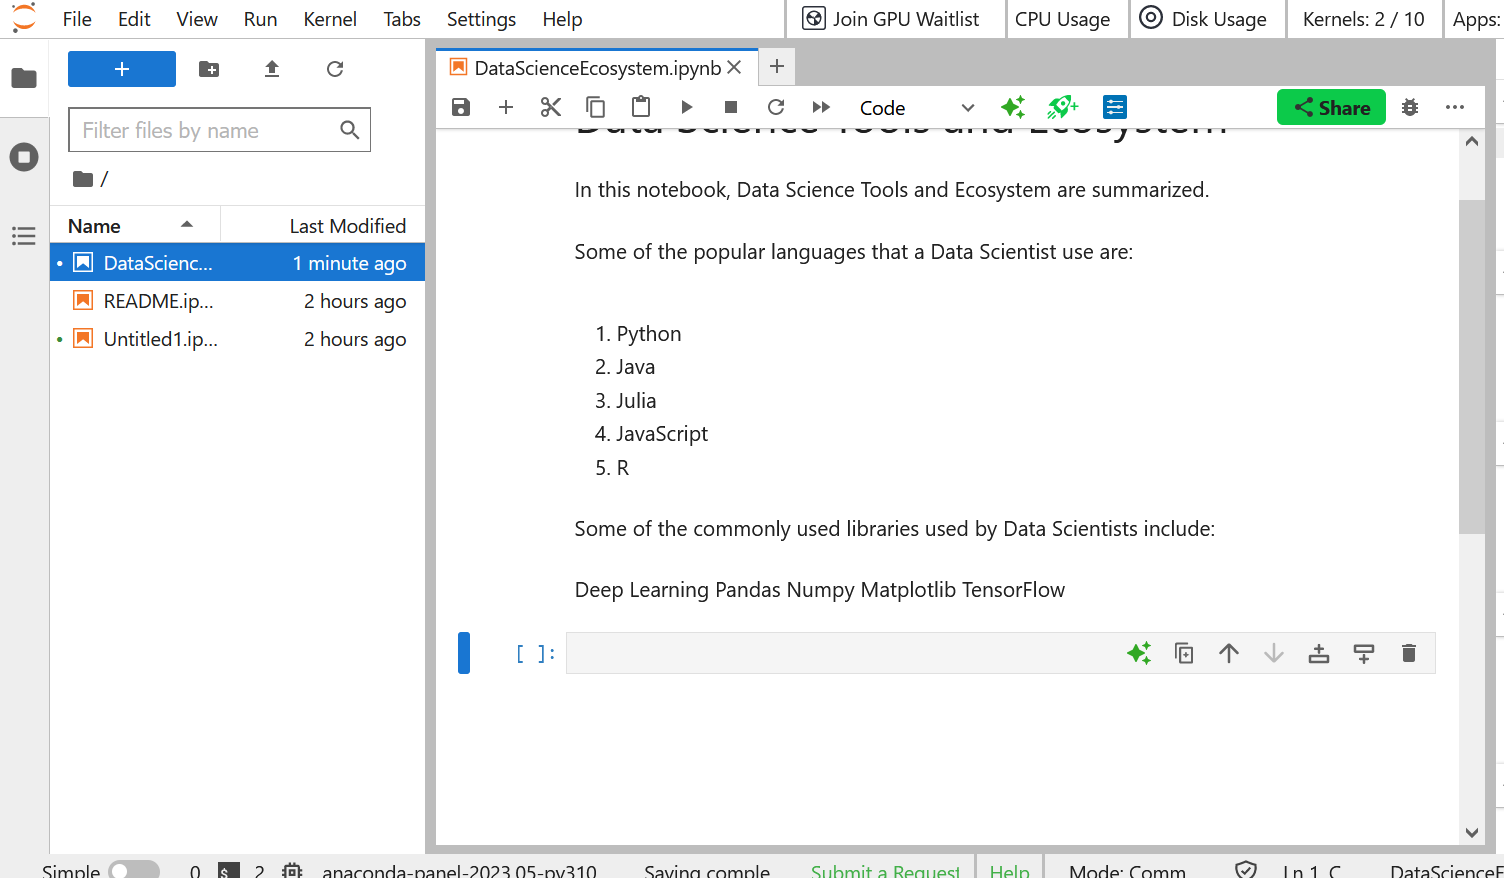 File Edit View Run Kernel Tabs Settings Help Join GPU Waitlist CPU Usage Disk Usage Kernels: 2 / 10 Apps:
+
DataScienceEcosystem.ipynb
Code Share
Filter files by name
/
Name Last Modified
DataScienc... 1 minute ago
README.ip... 2 hours ago
Untitled1.ip... 2 hours ago
Data Science Tools and Ecosystem
In this notebook, Data Science Tools and Ecosystem are summarized.
Some of the popular languages that a Data Scientist use are:
1. Python
2. Java
3. Julia
4. JavaScript
5. R
Some of the commonly used libraries used by Data Scientists include:
Deep Learning Pandas Numpy Matplotlib TensorFlow
[ ]:
Simple 0 $_ 2 anaconda-panel-2023.05-py310 Saving comple Submit a Request Help Mode: Comm Ln 1, C DataScienceE